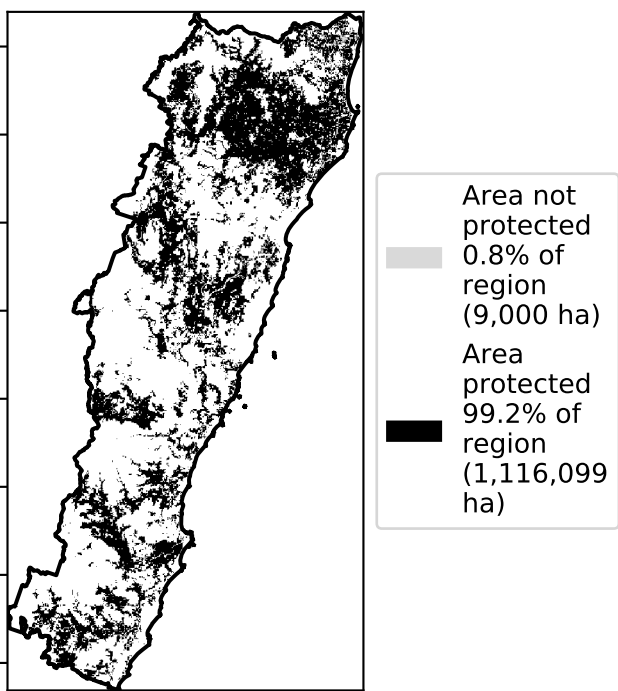 Area not
protected
0.8% of
region
(9,000 ha)
Area
protected
99.2% of
region
(1,116,099
ha)